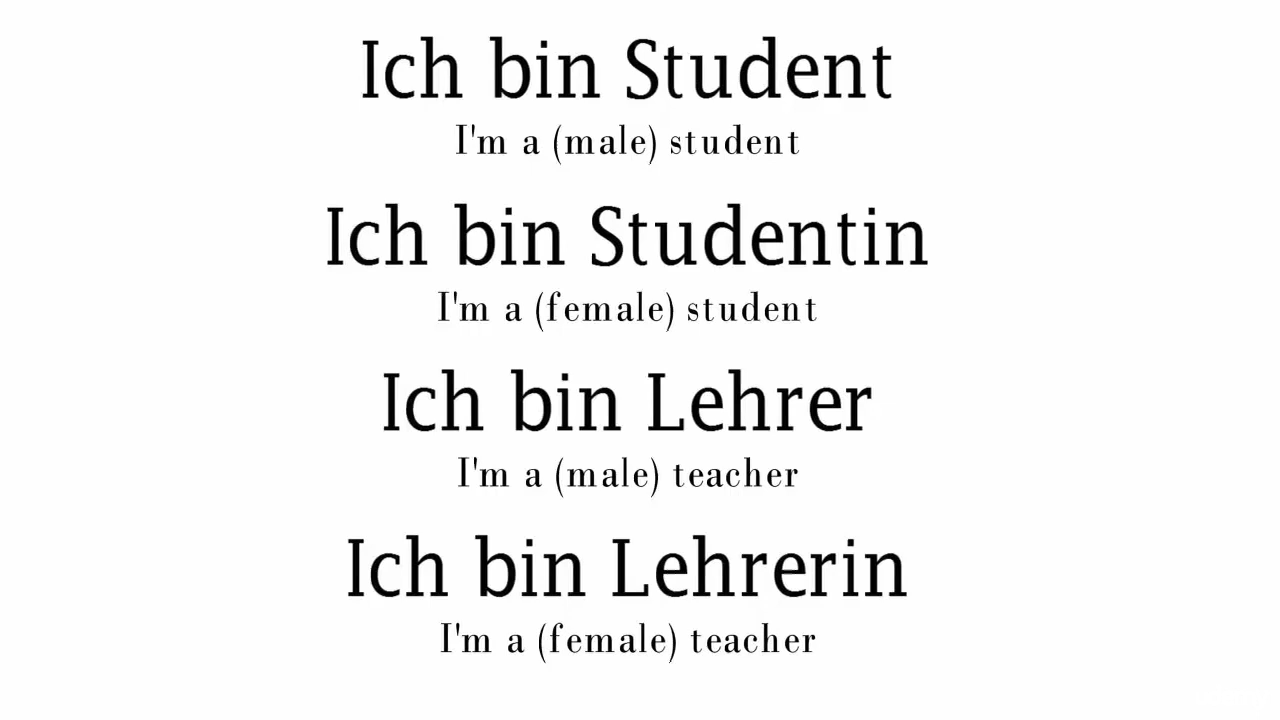 Ich bin Student
I'm a (male) student
Ich bin Studentin
I'm a (female) student
Ich bin Lehrer
I'm a (male) teacher
Ich bin Lehrerin
I'm a (female) teacher